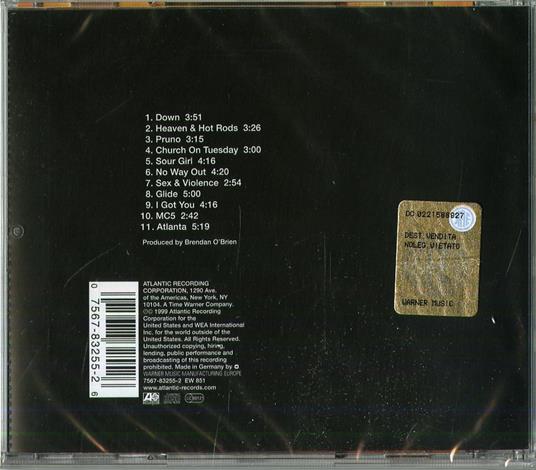 1. Down 3:51
2. Heaven & Hot Rods 3:26
3. Pruno 3:15
4. Church On Tuesday 3:00
5. Sour Girl 4:16
6. No Way Out 4:20
7. Sex & Violence 2:54
8. Glide 5:00
9. I Got You 4:16
10. MC5 2:42
11. Atlanta 5:19
Produced by Brendan O'Brien
DC 0221588927
DEST.VENDITA
NOLEG.VIETATO
WARNER MUSIC
0 7567-83255-2 6
ATLANTIC RECORDING
CORPORATION, 1290 Ave.
of the Americas, New York, NY
10104. A Time Warner Company.
℗© 1999 Atlantic Recording
Corporation for the
United States and WEA International
Inc. for the world outside of the
United States. All Rights Reserved.
Unauthorized copying, hiring,
lending, public performance and
broadcasting of this recording
prohibited. Made in Germany by
WARNER MUSIC MANUFACTURING EUROPE
7567-83255-2 EW 851
www.atlantic-records.com